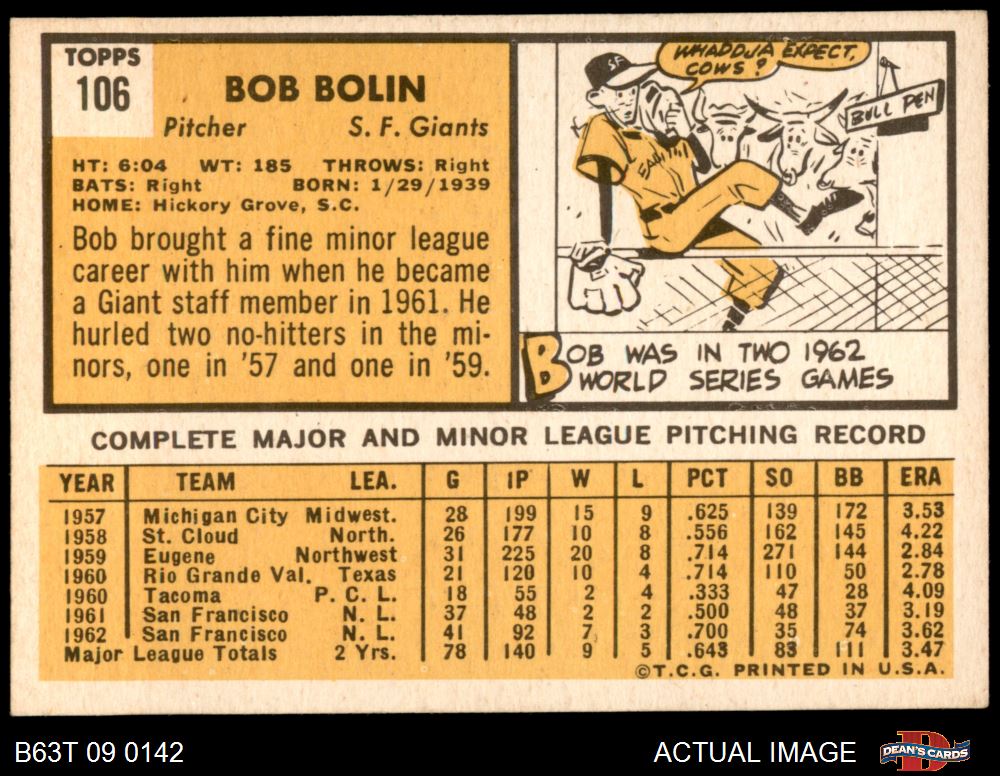 TOPPS
106
BOB BOLIN
Pitcher S. F. Giants
HT: 6:04 WT: 185 THROWS: Right
BATS: Right BORN: 1/29/1939
HOME: Hickory Grove, S.C.
Bob brought a fine minor league
career with him when he became
a Giant staff member in 1961. He
hurled two no-hitters in the mi-
nors, one in '57 and one in '59.
WHADDJA EXPECT,
COWS?
SF
BULL PEN
BOB WAS IN TWO 1962
WORLD SERIES GAMES
COMPLETE MAJOR AND MINOR LEAGUE PITCHING RECORD
YEAR TEAM LEA. G IP W L PCT SO BB ERA
1957 Michigan City Midwest. 28 199 15 9 .625 139 172 3.53
1958 St. Cloud North. 26 177 10 8 .556 162 145 4.22
1959 Eugene Northwest 31 225 20 8 .714 271 144 2.84
1960 Rio Grande Val. Texas 21 120 10 4 .714 110 50 2.78
1960 Tacoma P. C. L. 18 55 2 4 .333 47 28 4.09
1961 San Francisco N. L. 37 48 2 2 .500 48 37 3.19
1962 San Francisco N. L. 41 92 7 3 .700 35 74 3.62
Major League Totals 2 Yrs. 78 140 9 5 .643 83 111 3.47
©T.C.G. PRINTED IN U.S.A.
B63T 09 0142 ACTUAL IMAGE DEAN'S CARDS